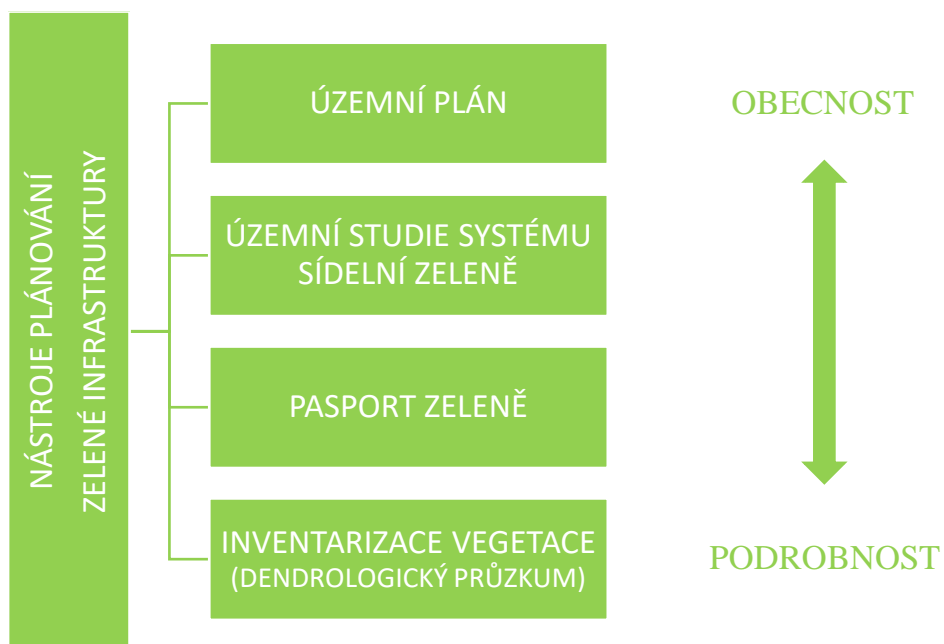 NÁSTROJE PLÁNOVÁNÍ
ZELENÉ INFRASTRUKTURY
ÚZEMNÍ PLÁN
OBECNOST
ÚZEMNÍ STUDIE SYSTÉMU
SÍDELNÍ ZELENĚ
PASPORT ZELENĚ
INVENTARIZACE VEGETACE
(DENDROLOGICKÝ PRŮZKUM)
PODROBNOST